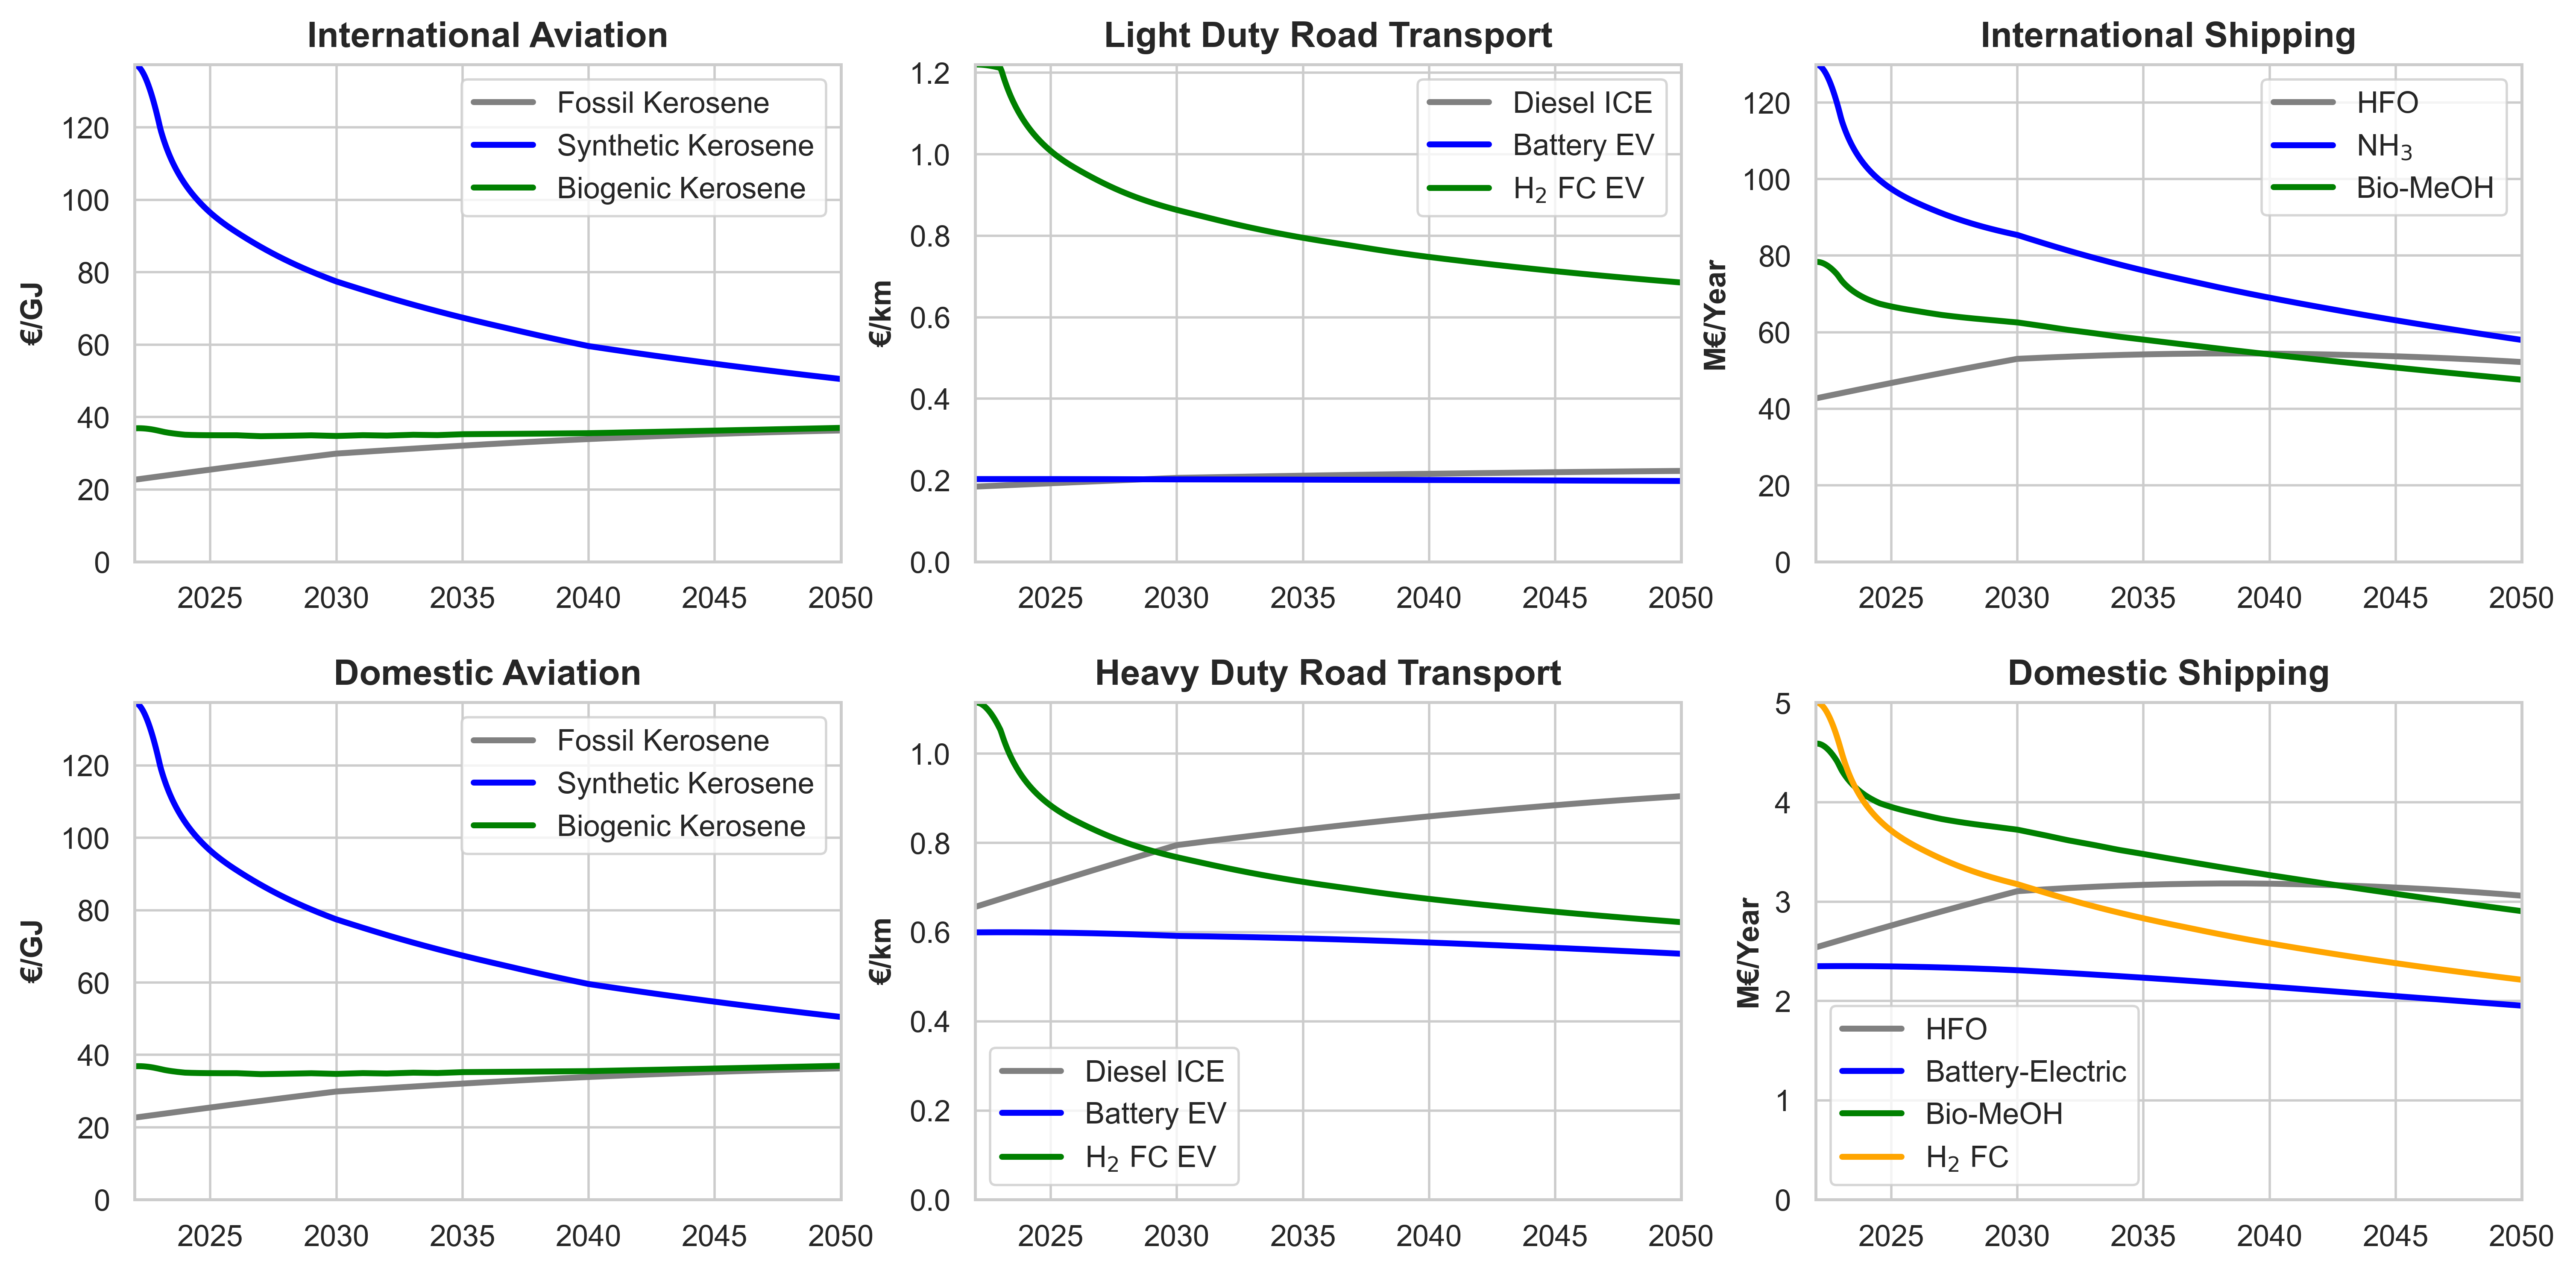 International Aviation
€/GJ
120
100
80
60
40
20
0
2025 2030 2035 2040 2045 2050
Fossil Kerosene
Synthetic Kerosene
Biogenic Kerosene
Light Duty Road Transport
€/km
1.2
1.0
0.8
0.6
0.4
0.2
0.0
2025 2030 2035 2040 2045 2050
Diesel ICE
Battery EV
H₂ FC EV
International Shipping
M€/Year
120
100
80
60
40
20
0
2025 2030 2035 2040 2045 2050
HFO
NH₃
Bio-MeOH
Domestic Aviation
€/GJ
120
100
80
60
40
20
0
2025 2030 2035 2040 2045 2050
Fossil Kerosene
Synthetic Kerosene
Biogenic Kerosene
Heavy Duty Road Transport
€/km
1.0
0.8
0.6
0.4
0.2
0.0
2025 2030 2035 2040 2045 2050
Diesel ICE
Battery EV
H₂ FC EV
Domestic Shipping
M€/Year
5
4
3
2
1
0
2025 2030 2035 2040 2045 2050
HFO
Battery-Electric
Bio-MeOH
H₂ FC